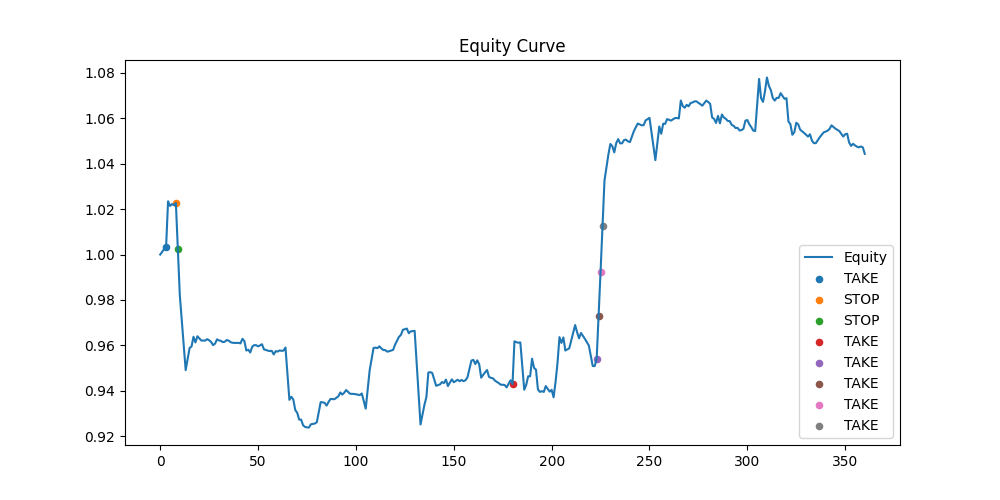 Equity Curve
1.08
1.06
1.04
1.02
1.00
0.98
0.96
0.94
0.92
0 50 100 150 200 250 300 350
Equity
TAKE
STOP
STOP
TAKE
TAKE
TAKE
TAKE
TAKE